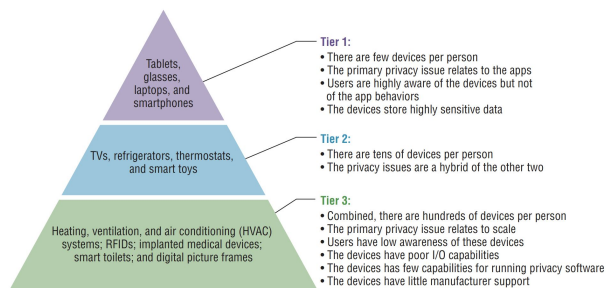 Tablets,
glasses,
laptops, and
smartphones
Tier 1:
• There are few devices per person
• The primary privacy issue relates to the apps
• Users are highly aware of the devices but not
of the app behaviors
• The devices store highly sensitive data
TVs, refrigerators, thermostats,
and smart toys
Tier 2:
• There are tens of devices per person
• The privacy issues are a hybrid of the other two
Heating, ventilation, and air conditioning (HVAC)
systems; RFIDs; implanted medical devices;
smart toilets; and digital picture frames
Tier 3:
• Combined, there are hundreds of devices per person
• The primary privacy issue relates to scale
• Users have low awareness of these devices
• The devices have poor I/O capabilities
• The devices has few capabilities for running privacy software
• The devices have little manufacturer support